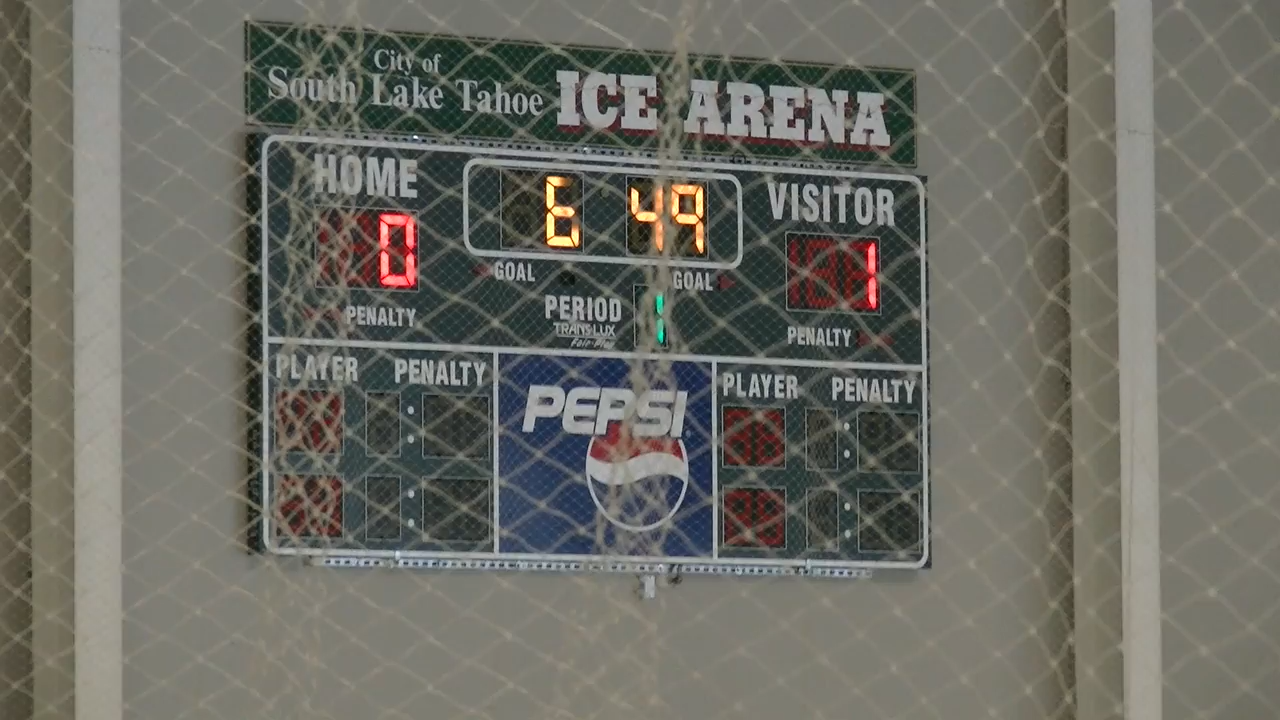 City of
South Lake Tahoe ICE ARENA
HOME 6 49 VISITOR
0 1
GOAL GOAL
PERIOD 1
TRANS-LUX
Fair-Play
PENALTY PENALTY
PLAYER PENALTY PLAYER PENALTY
PEPSI